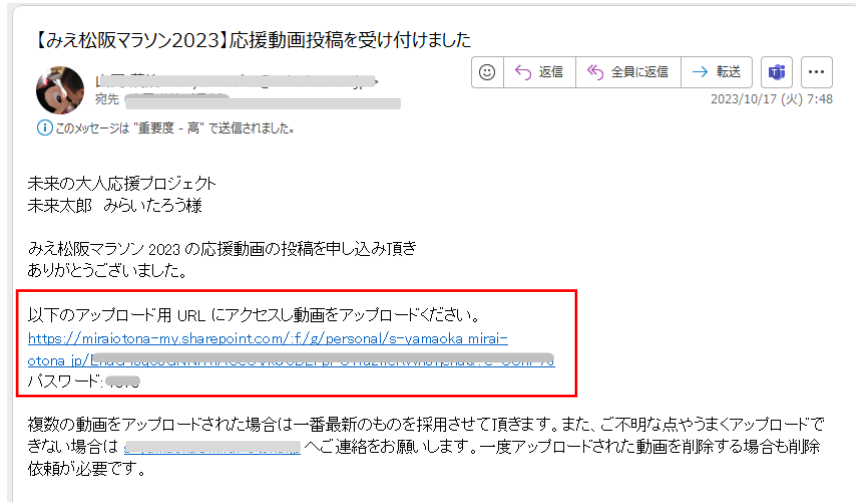 【みえ松阪マラソン2023】応援動画投稿を受け付けました
返信 全員に返信 転送
宛先
2023/10/17 (火) 7:48
このメッセージは "重要度 - 高" で送信されました。
未来の大人応援プロジェクト
未来太郎 みらいたろう様
みえ松阪マラソン 2023 の応援動画の投稿を申し込み頂き
ありがとうございました。
以下のアップロード用 URL にアクセスし動画をアップロードください。
https://miraiotona-my.sharepoint.com/:f/g/personal/s-yamaoka_mirai-
otona_jp/
パスワード:
複数の動画をアップロードされた場合は一番最新のものを採用させて頂きます。また、ご不明な点やうまくアップロードで
きない場合は へご連絡をお願いします。一度アップロードされた動画を削除する場合も削除
依頼が必要です。